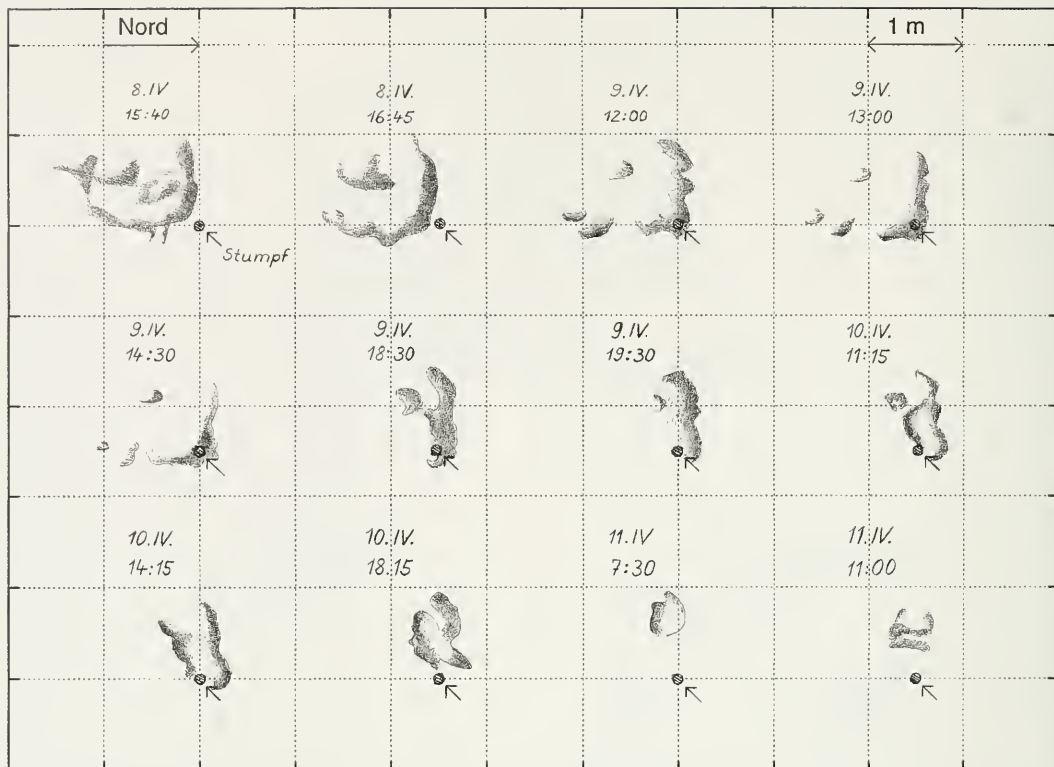 Nord
1 m
8.IV
15:40
8.IV.
16:45
9.IV.
12:00
9.IV.
13:00
Stumpf
9.IV.
14:30
9.IV.
18:30
9.IV.
19:30
10.IV.
11:15
10.IV.
14:15
10.IV.
18.15
11.IV
7:30
11.IV.
11:00